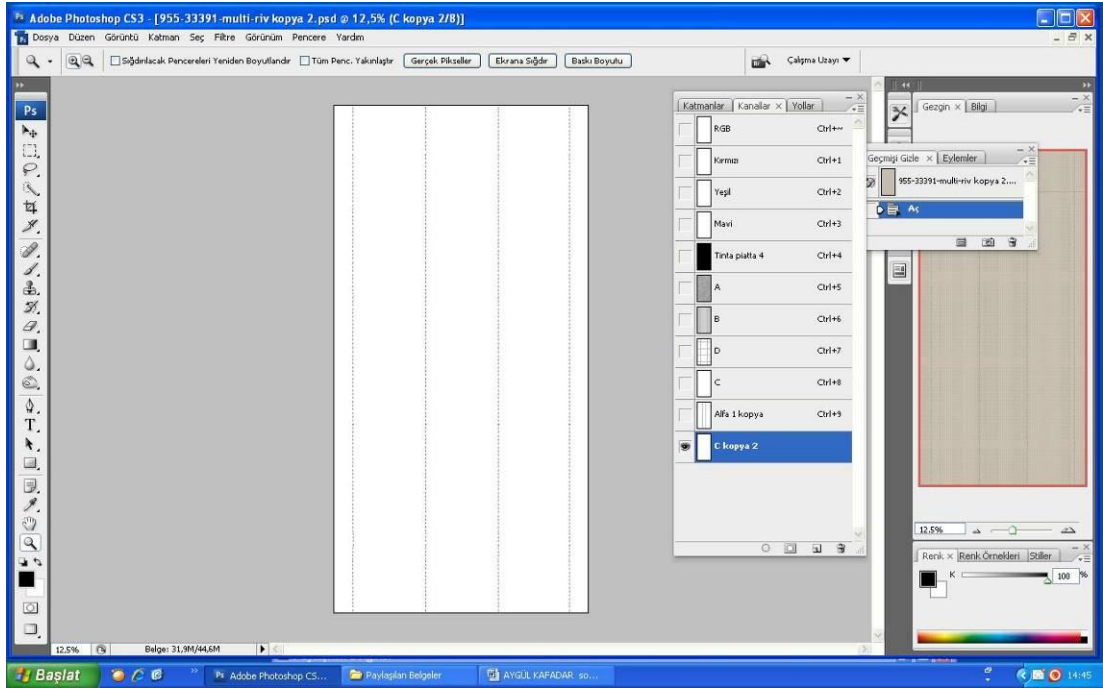 Adobe Photoshop CS3 - [955-33391-multi-riv kopya 2.psd @ 12,5% (C kopya 2/8)]
Dosya Düzen Görüntü Katman Seç Filtre Görünüm Pencere Yardım
Sığdırılacak Pencereleri Yeniden Boyutlandır Tüm Penc. Yakınlaştır Gerçek Pikseller Ekrana Sığdır Baskı Boyutu Çalışma Uzayı
Ps
Katmanlar Kanallar × Yollar
RGB Ctrl+~
Kırmızı Ctrl+1
Yeşil Ctrl+2
Mavi Ctrl+3
Tinta piatta 4 Ctrl+4
A Ctrl+5
B Ctrl+6
D Ctrl+7
C Ctrl+8
Alfa 1 kopya Ctrl+9
C kopya 2
Gezgin × Bilgi
Geçmişi Gizle × Eylemler
955-33391-multi-riv kopya 2....
Aç
12.5%
Renk × Renk Örnekleri Stiller
K 100 %
12.5% Belge: 31,9M/44,6M
Başlat Adobe Photoshop CS... Paylaşılan Belgeler AYGÜL KAFADAR so... 14:45